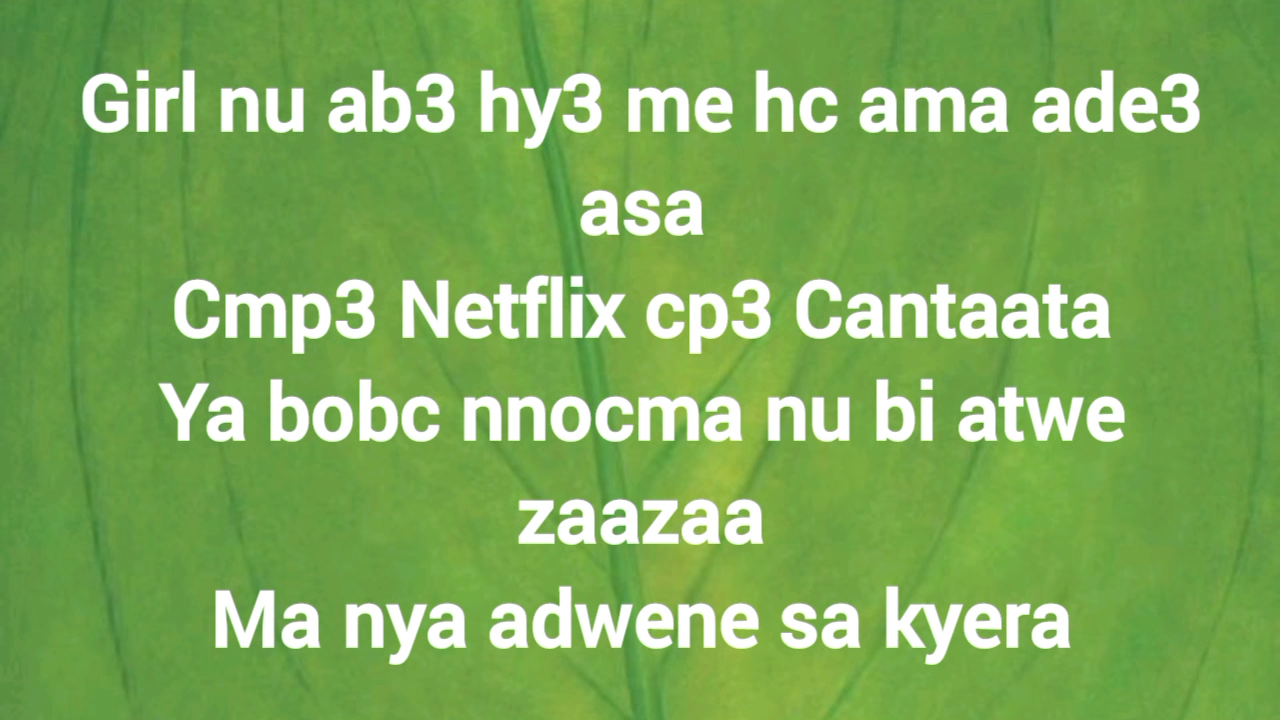 Girl nu ab3 hy3 me hc ama ade3
asa
Cmp3 Netflix cp3 Cantaata
Ya bobc nnocma nu bi atwe
zaazaa
Ma nya adwene sa kyera